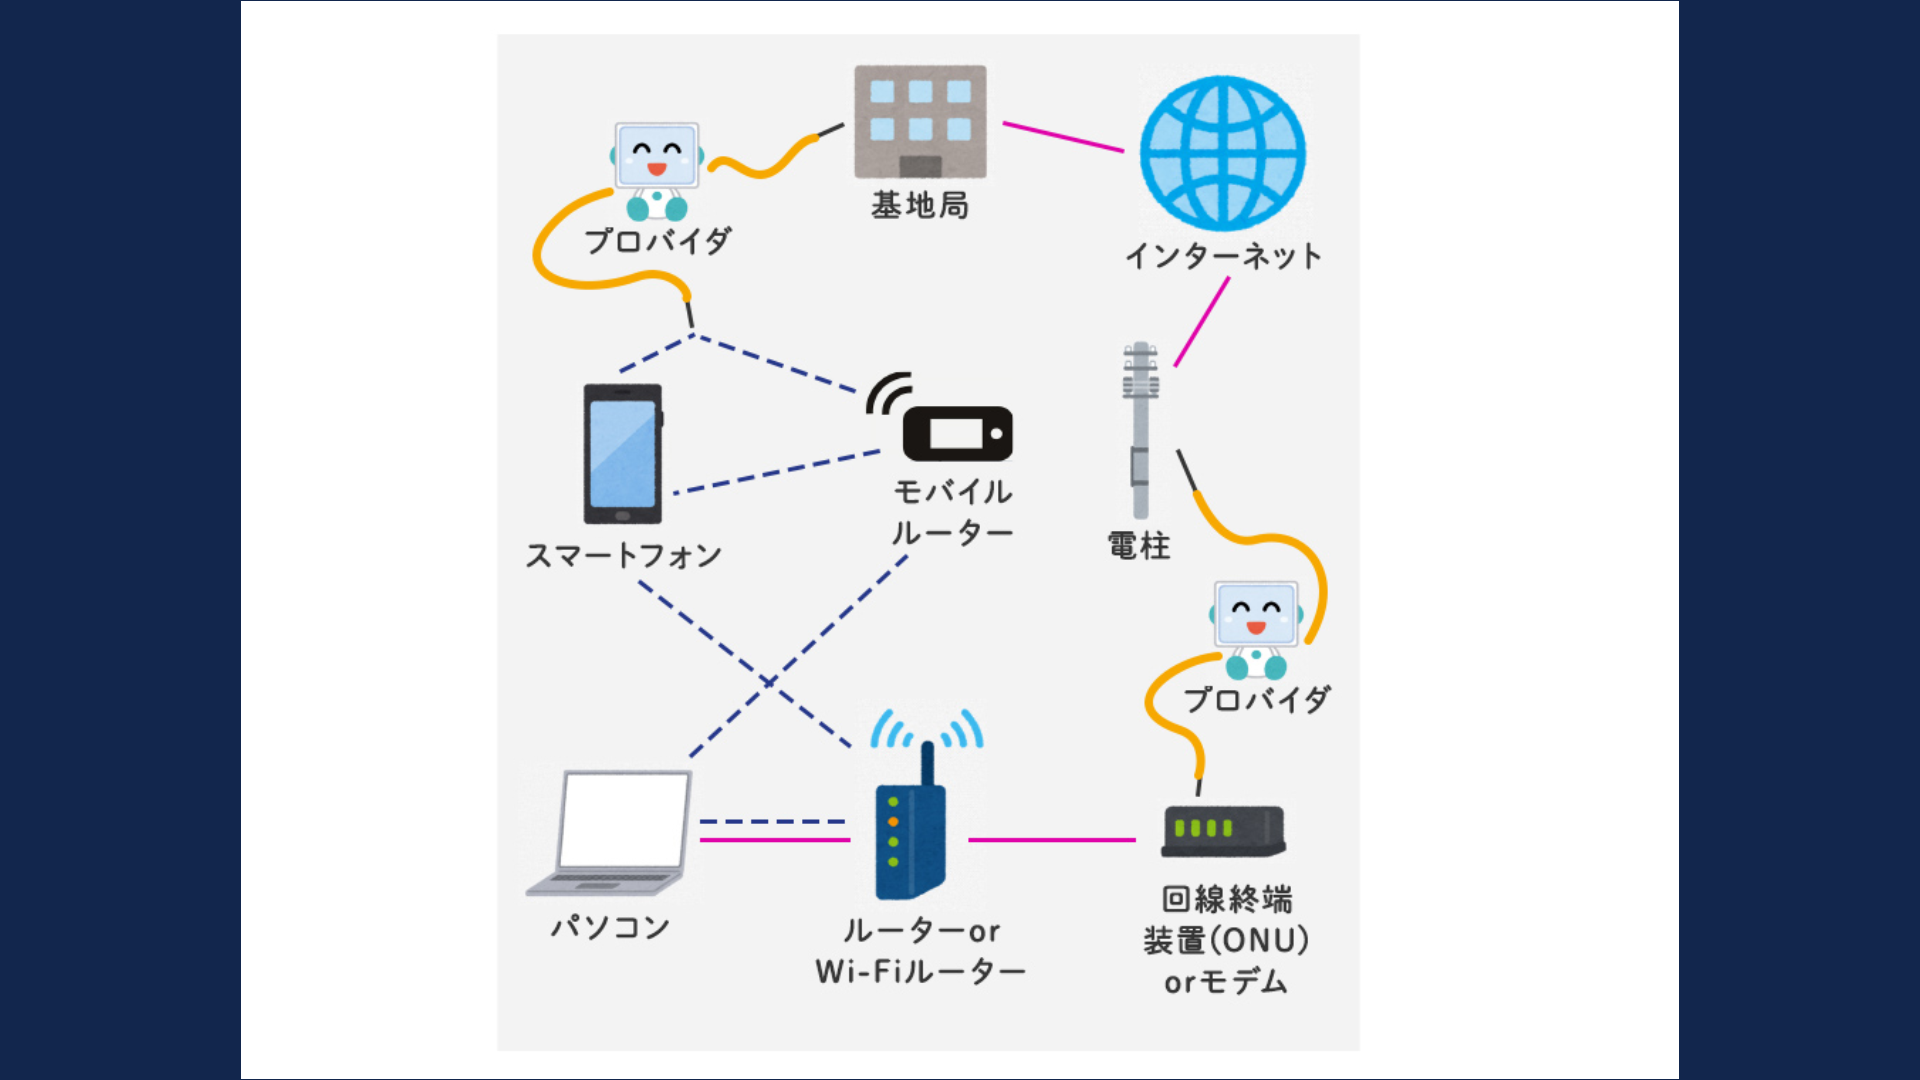 基地局
プロバイダ
インターネット
モバイル
ルーター
スマートフォン
電柱
プロバイダ
パソコン
ルーターor
Wi-Fiルーター
回線終端
装置(ONU)
orモデム